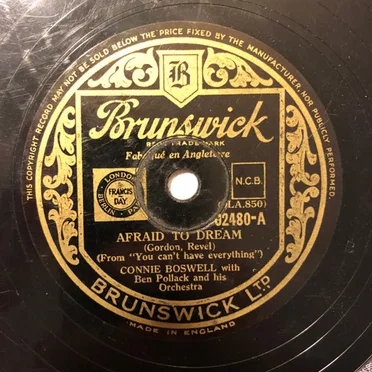 THIS COPYRIGHT RECORD MAY NOT BE SOLD BELOW THE PRICE FIXED BY THE MANUFACTURER, NOR PUBLICLY PERFORMED.
B
Brunswick
REGD TRADE MARK
Fabriqué en Angleterre
LONDON
FRANCIS
DAY
BERLIN
N.C.B.
(D.L.A. 850)
02480-A
AFRAID TO DREAM
(Gordon, Revel)
(From "You can't have everything")
CONNIE BOSWELL with
Ben Pollack and his
Orchestra
BRUNSWICK LTD
MADE IN ENGLAND